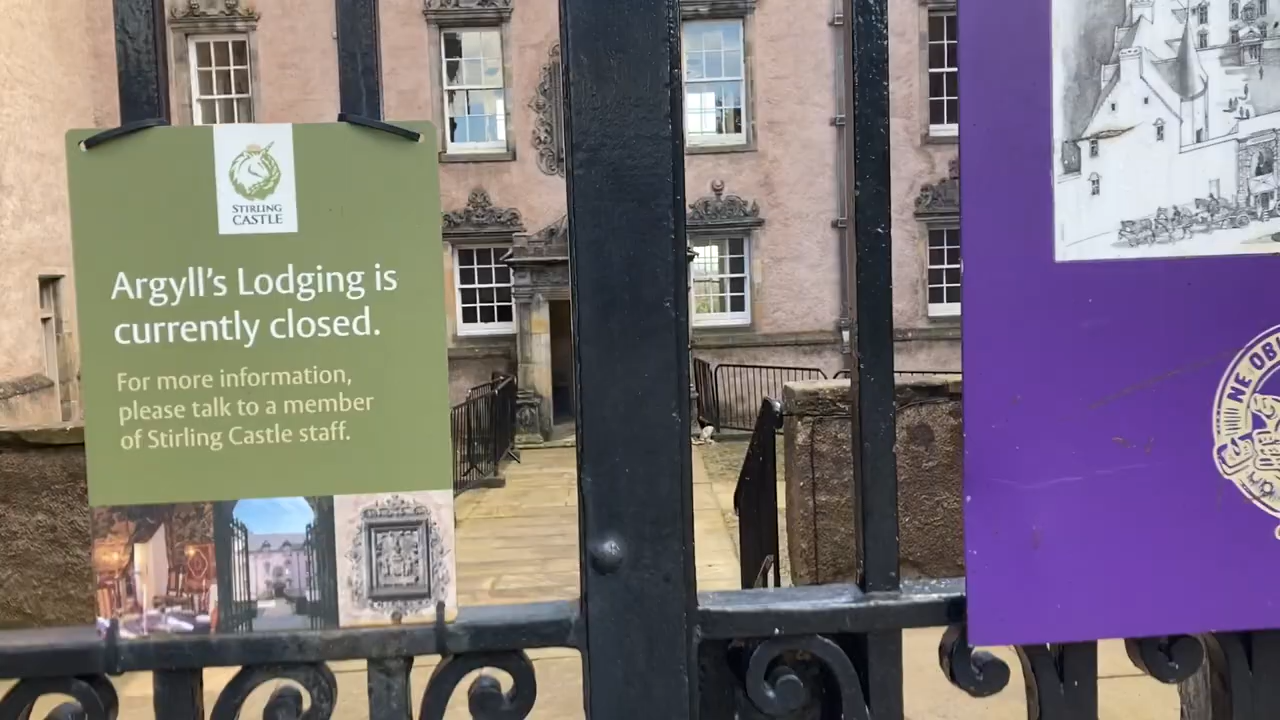 STIRLING
CASTLE
Argyll's Lodging is
currently closed.
For more information,
please talk to a member
of Stirling Castle staff.
NE